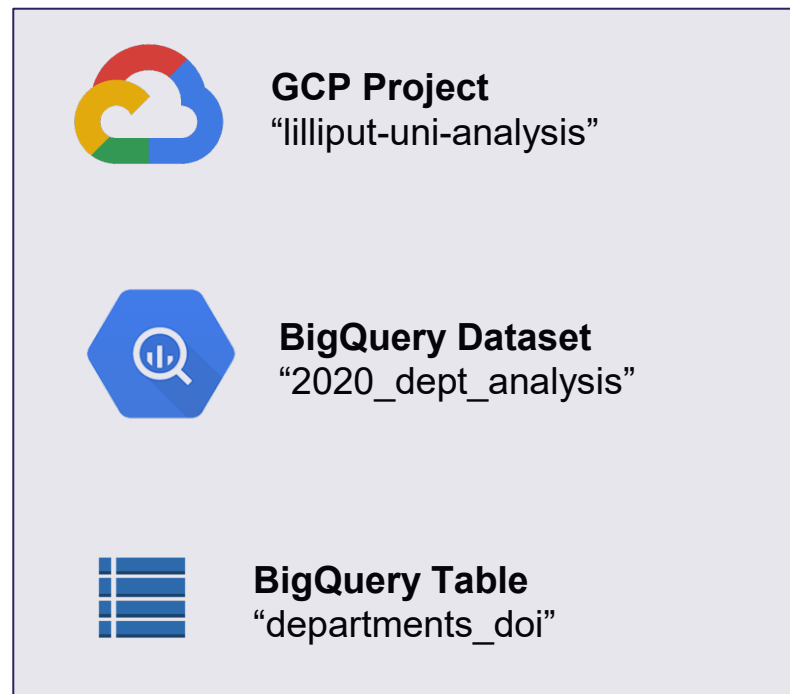 GCP Project
“lilliput-uni-analysis”
BigQuery Dataset
“2020_dept_analysis”
BigQuery Table
“departments_doi”